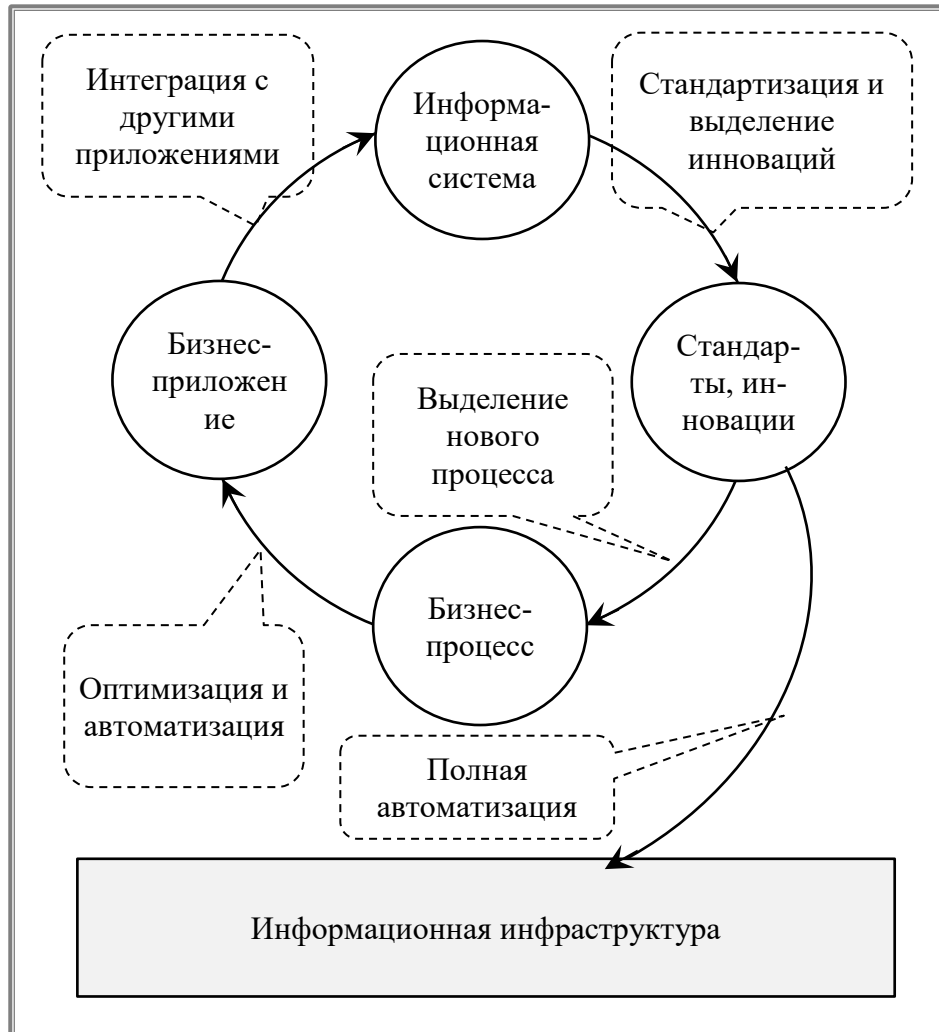 Интеграция с
другими
приложениями
Информа-
ционная
система
Стандартизация и
выделение
инноваций
Бизнес-
приложен
ие
Выделение
нового
процесса
Стандар-
ты, ин-
новации
Бизнес-
процесс
Оптимизация и
автоматизация
Полная
автоматизация
Информационная инфраструктура